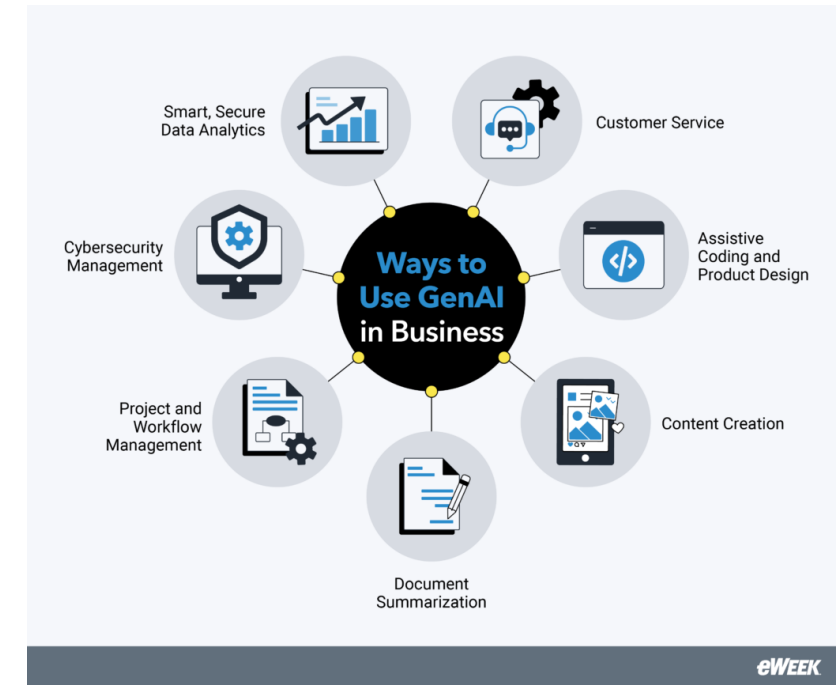 Ways to
Use GenAI
in Business
Customer Service
Assistive
Coding and
Product Design
Content Creation
Document
Summarization
Project and
Workflow
Management
Cybersecurity
Management
Smart, Secure
Data Analytics
eWEEK